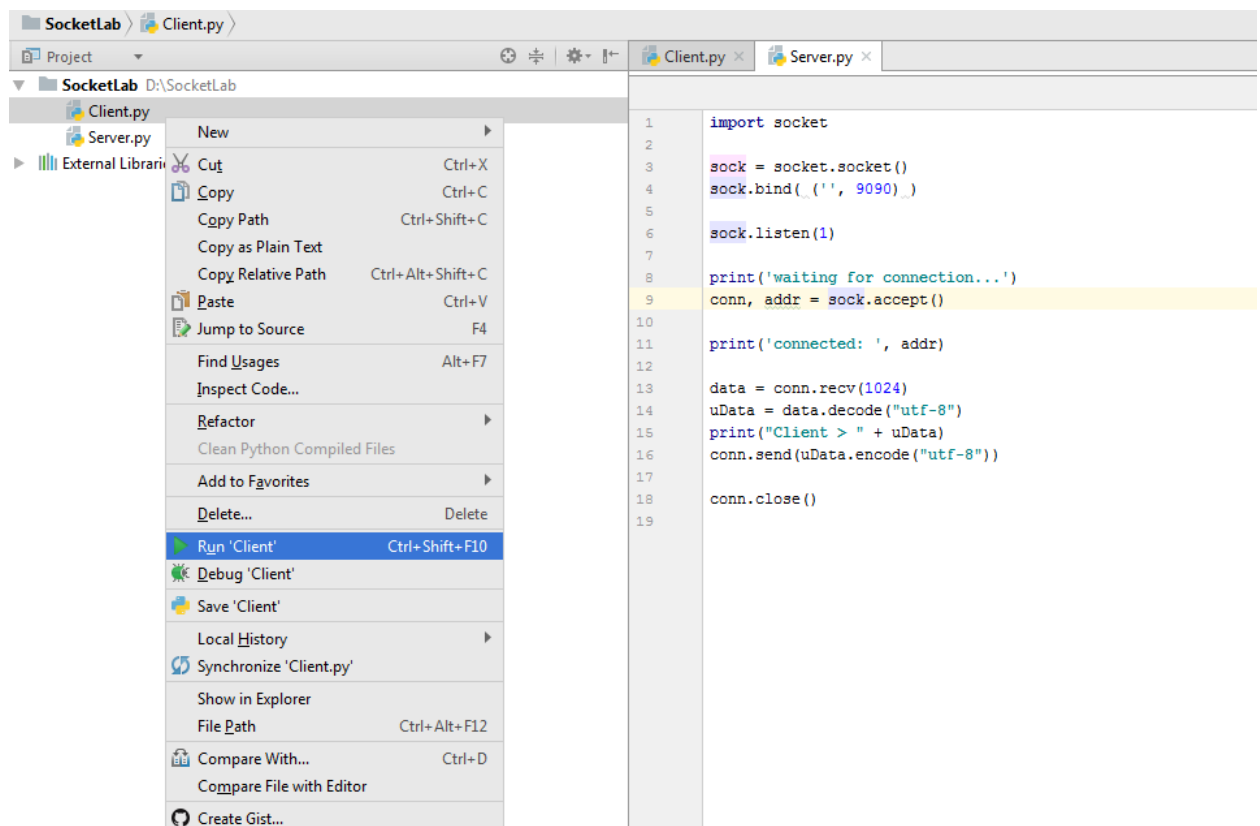 SocketLab Client.py
Project
Client.py Server.py
SocketLab D:\SocketLab
Client.py
Server.py
External Librari
New
Cut Ctrl+X
Copy Ctrl+C
Copy Path Ctrl+Shift+C
Copy as Plain Text
Copy Relative Path Ctrl+Alt+Shift+C
Paste Ctrl+V
Jump to Source F4
Find Usages Alt+F7
Inspect Code...
Refactor
Clean Python Compiled Files
Add to Favorites
Delete... Delete
Run 'Client' Ctrl+Shift+F10
Debug 'Client'
Save 'Client'
Local History
Synchronize 'Client.py'
Show in Explorer
File Path Ctrl+Alt+F12
Compare With... Ctrl+D
Compare File with Editor
Create Gist...
1 import socket
2
3 sock = socket.socket()
4 sock.bind( ('', 9090) )
5
6 sock.listen(1)
7
8 print('waiting for connection...')
9 conn, addr = sock.accept()
10
11 print('connected: ', addr)
12
13 data = conn.recv(1024)
14 uData = data.decode("utf-8")
15 print("Client > " + uData)
16 conn.send(uData.encode("utf-8"))
17
18 conn.close()
19